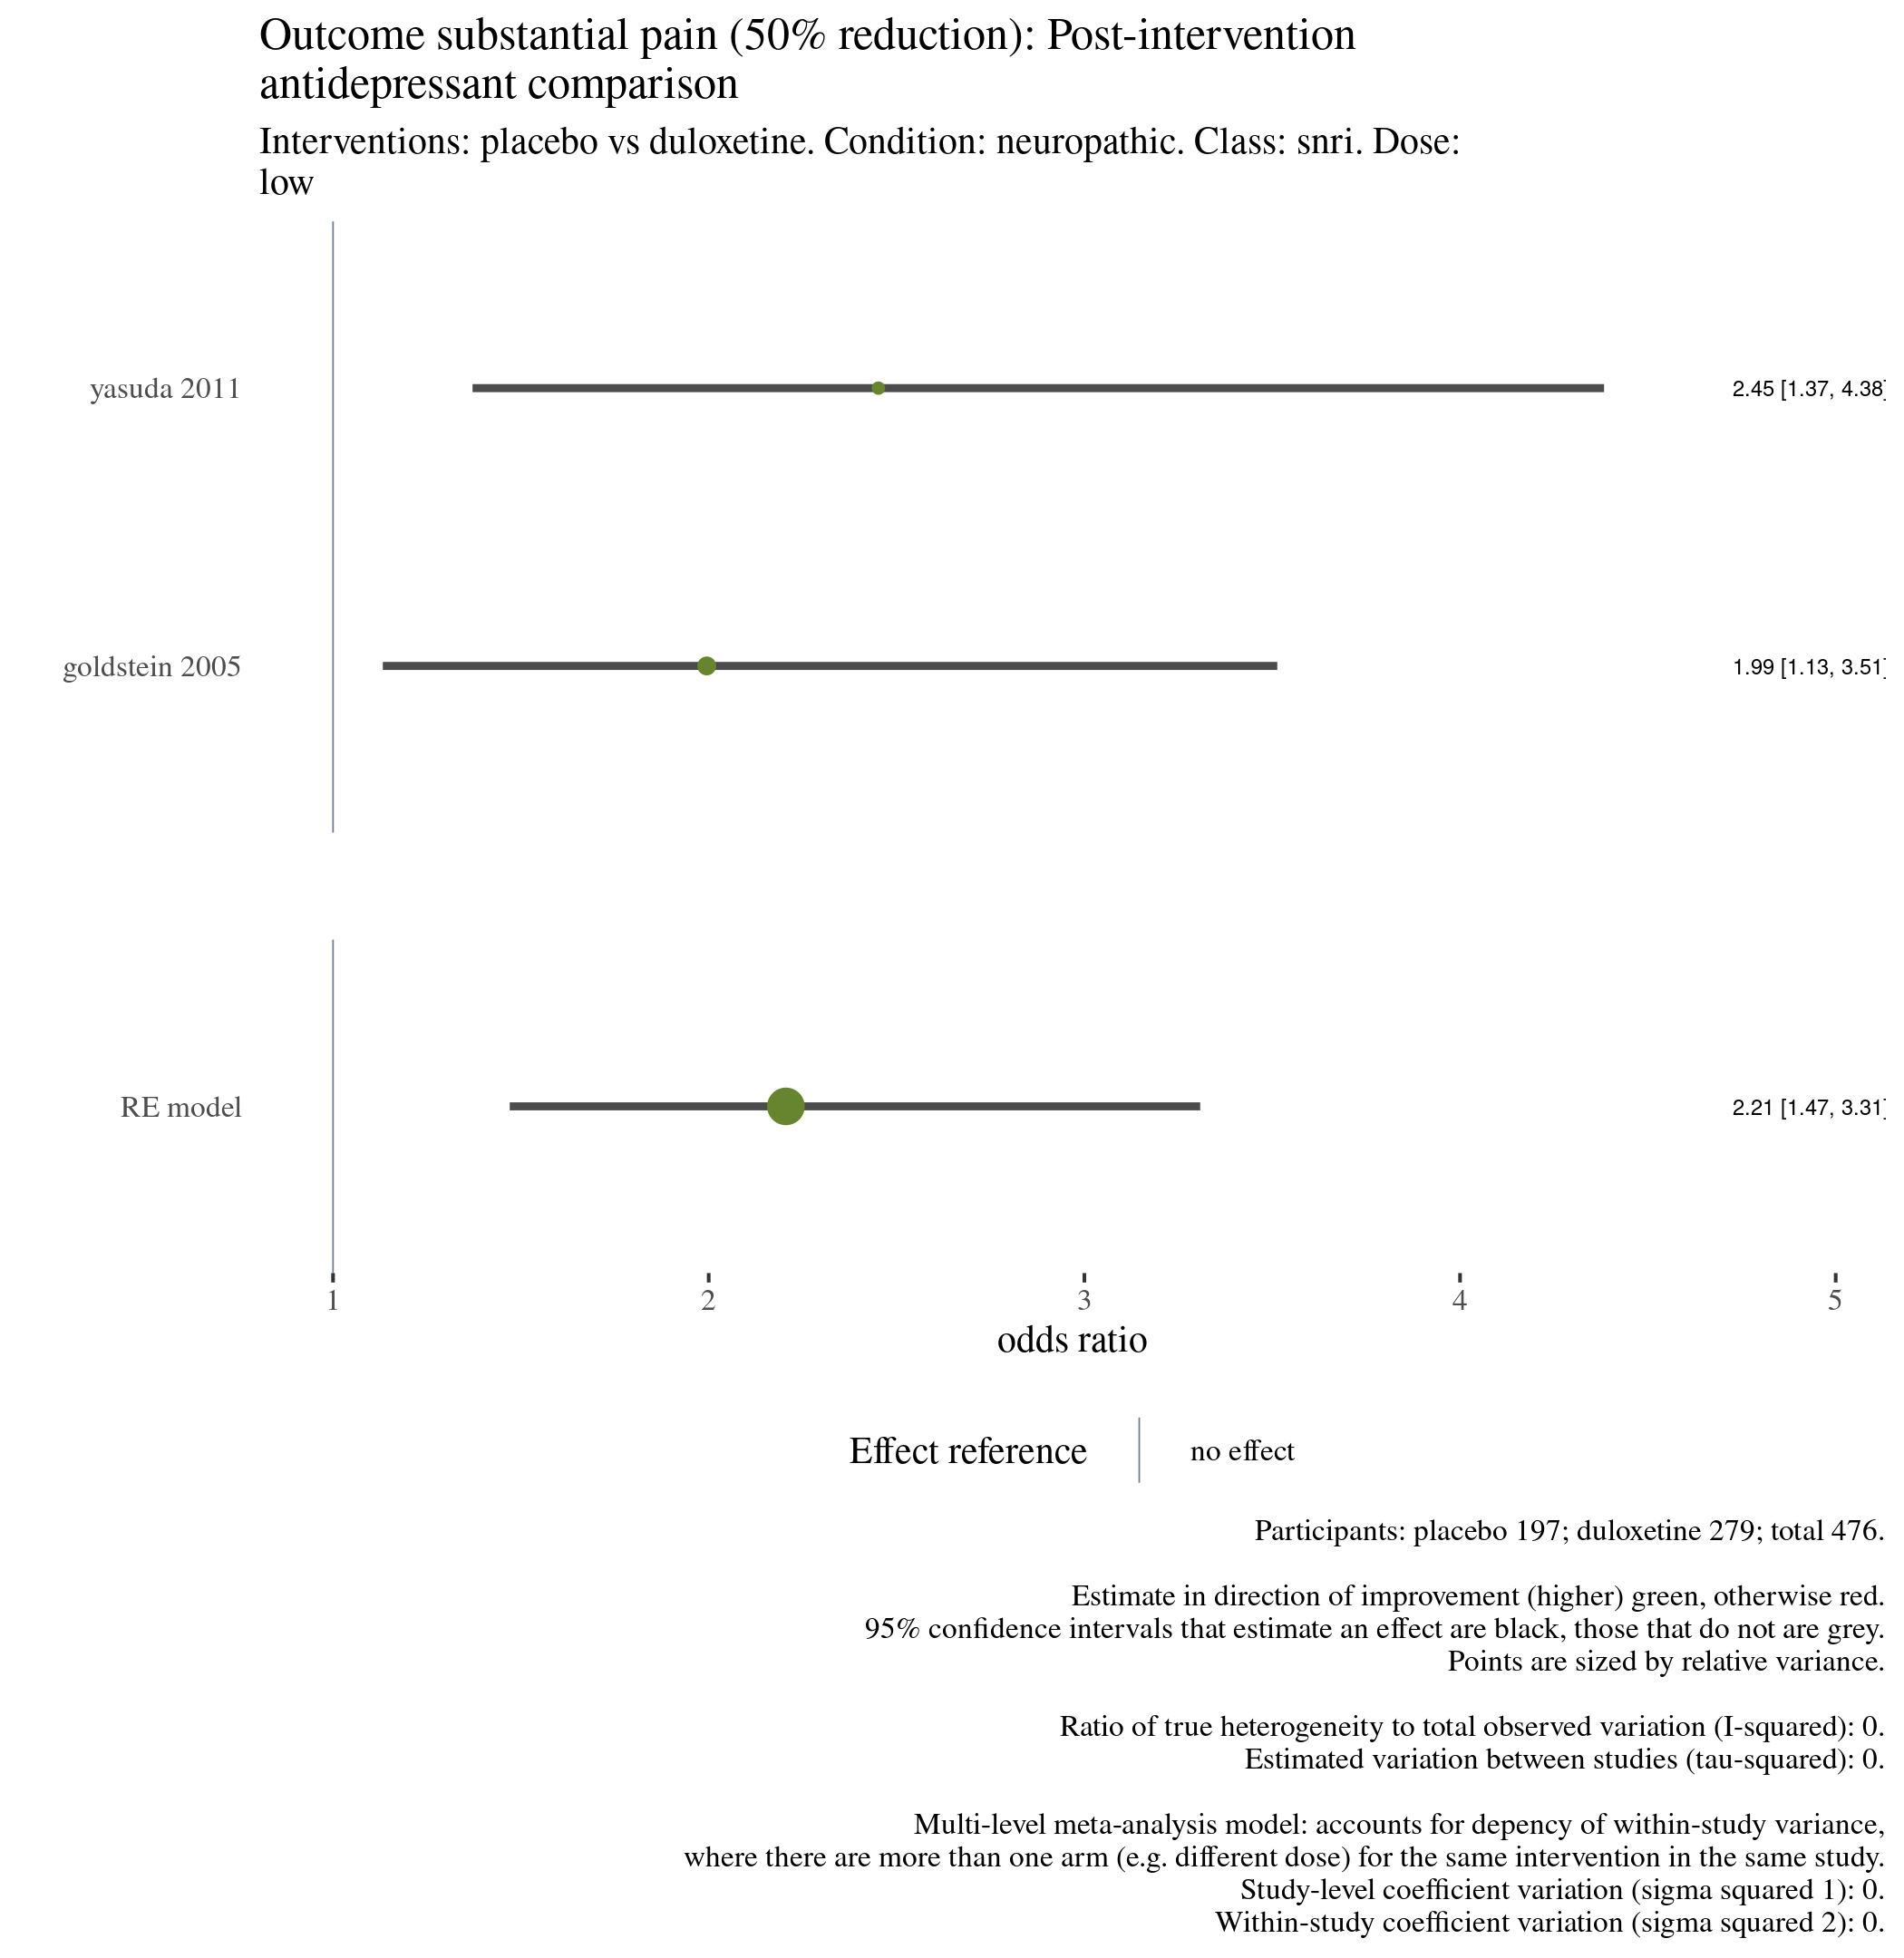 Outcome substantial pain (50% reduction): Post-intervention
antidepressant comparison
Interventions: placebo vs duloxetine. Condition: neuropathic. Class: snri. Dose:
low
yasuda 2011
2.45 [1.37, 4.38]
goldstein 2005
1.99 [1.13, 3.51]
RE model
2.21 [1.47, 3.31]
1 2 3 4 5
odds ratio
Effect reference no effect
Participants: placebo 197; duloxetine 279; total 476.
Estimate in direction of improvement (higher) green, otherwise red.
95% confidence intervals that estimate an effect are black, those that do not are grey.
Points are sized by relative variance.
Ratio of true heterogeneity to total observed variation (I-squared): 0.
Estimated variation between studies (tau-squared): 0.
Multi-level meta-analysis model: accounts for depency of within-study variance,
where there are more than one arm (e.g. different dose) for the same intervention in the same study.
Study-level coefficient variation (sigma squared 1): 0.
Within-study coefficient variation (sigma squared 2): 0.